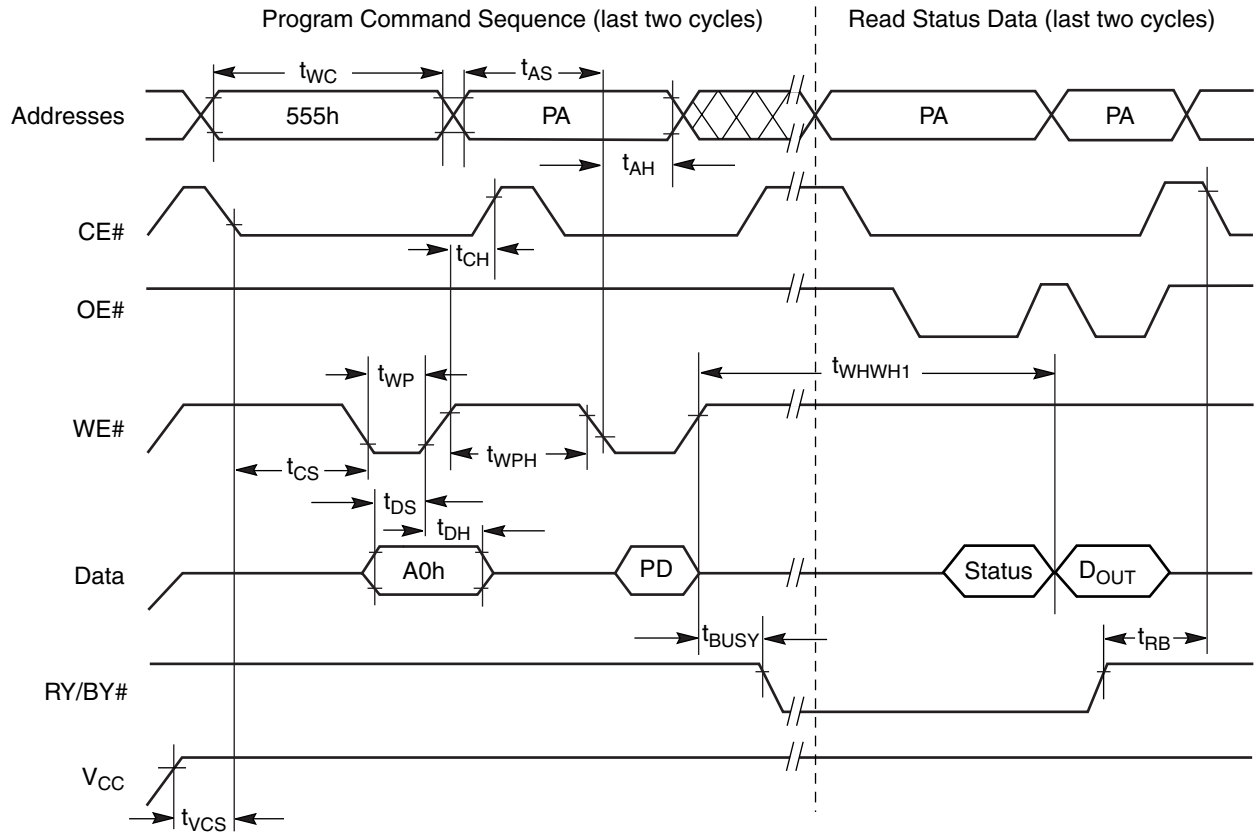 Program Command Sequence (last two cycles)
Read Status Data (last two cycles)
tWC
tAS
Addresses
555h
PA
PA
PA
tAH
CE#
tCH
OE#
tWP
tWHWH1
WE#
tCS
tWPH
tDS
tDH
Data
A0h
PD
Status
DOUT
tBUSY
tRB
RY/BY#
VCC
tVCS